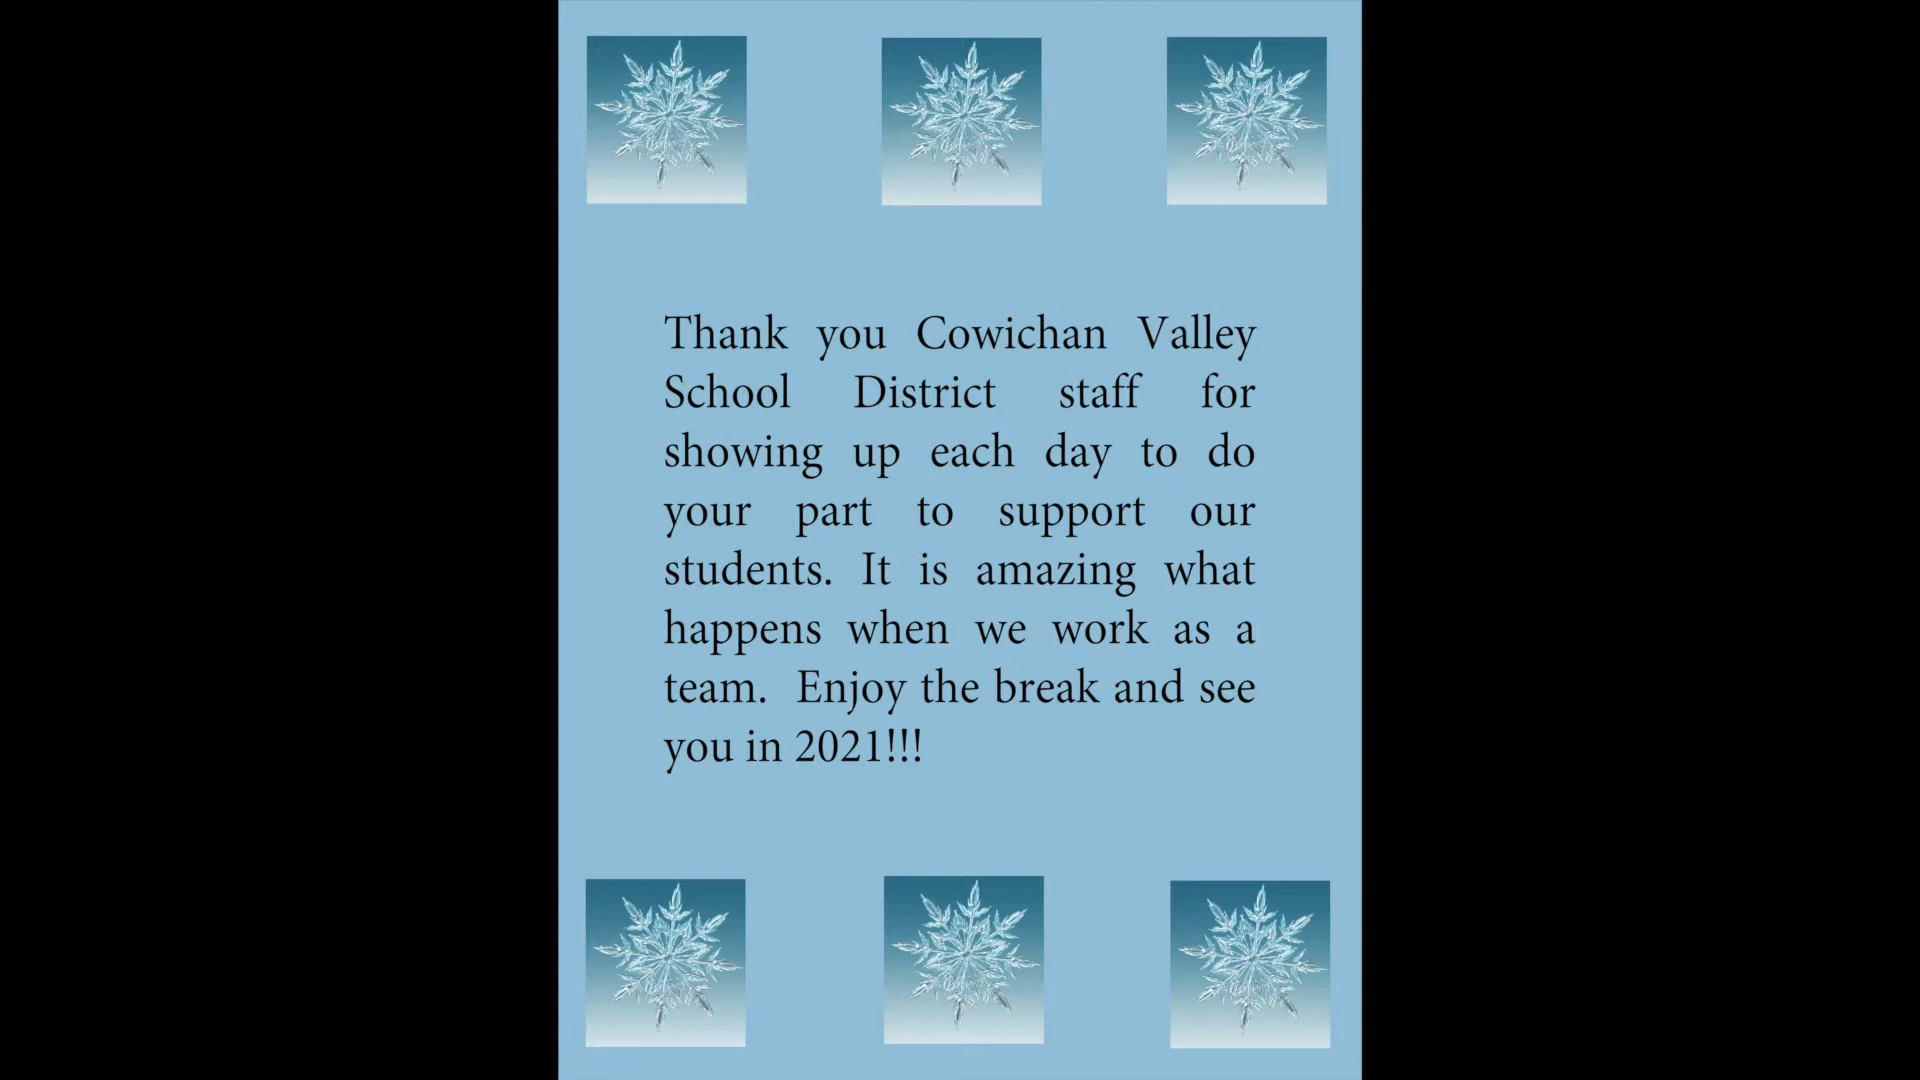 Thank you Cowichan Valley
School District staff for
showing up each day to do
your part to support our
students. It is amazing what
happens when we work as a
team.  Enjoy the break and see
you in 2021!!!